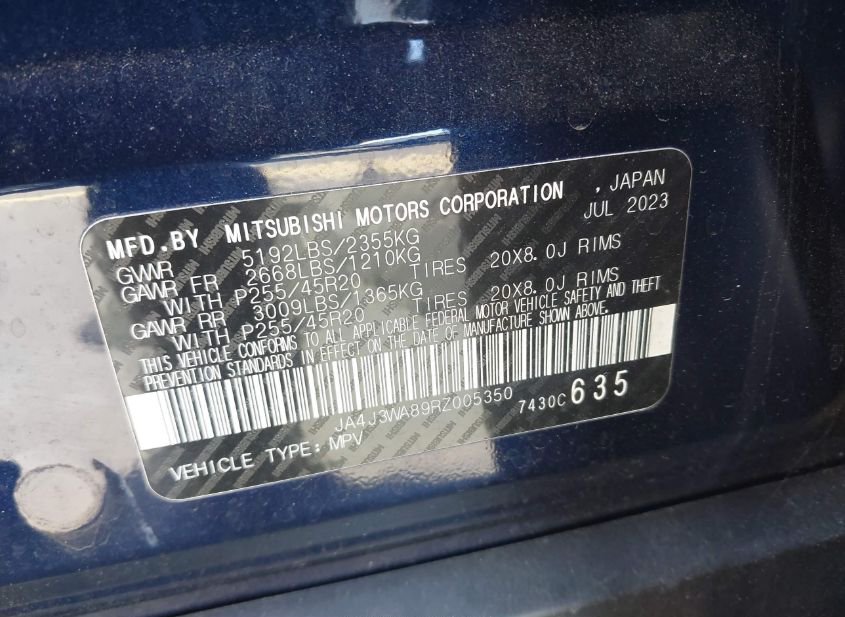 MFD.BY MITSUBISHI MOTORS CORPORATION , JAPAN
JUL 2023
GVWR 5192LBS/2355KG
GAWR FR 2668LBS/1210KG
WITH P255/45R20 TIRES 20X8.0J RIMS
GAWR RR 3009LBS/1365KG
WITH P255/45R20 TIRES 20X8.0J RIMS
THIS VEHICLE CONFORMS TO ALL APPLICABLE FEDERAL MOTOR VEHICLE SAFETY AND THEFT
PREVENTION STANDARDS IN EFFECT ON THE DATE OF MANUFACTURE SHOWN ABOVE.
JA4J3WA89RZ005350 7430C 635
VEHICLE TYPE:MPV